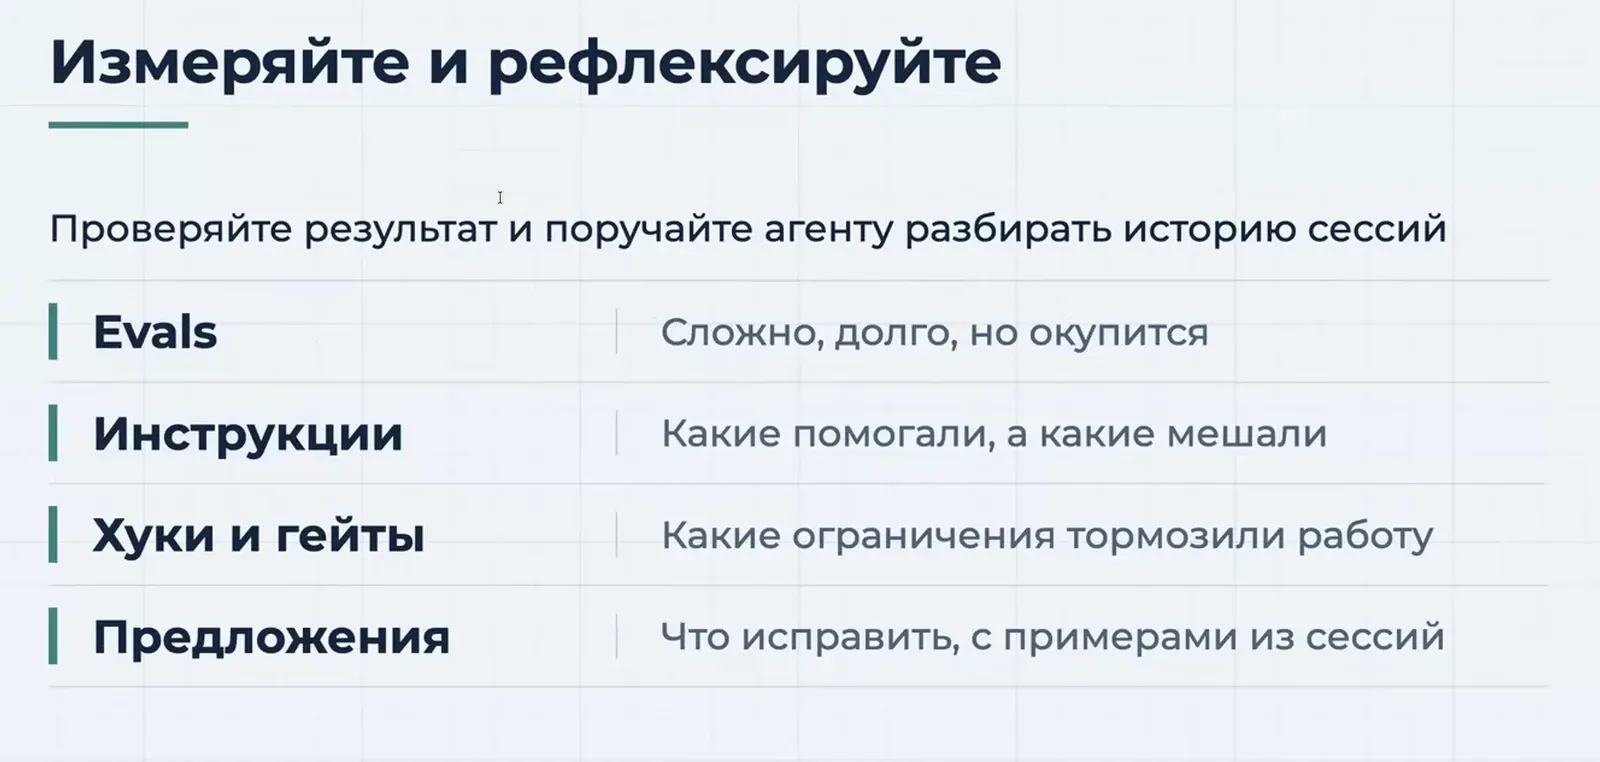 Измеряйте и рефлексируйте
Проверяйте результат и поручайте агенту разбирать историю сессий
Evals
Сложно, долго, но окупится
Инструкции
Какие помогали, а какие мешали
Хуки и гейты
Какие ограничения тормозили работу
Предложения
Что исправить, с примерами из сессий